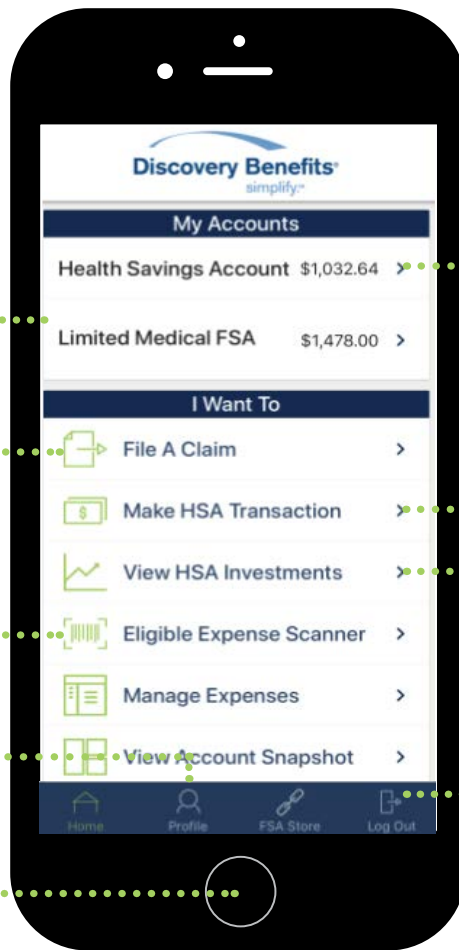 Discovery Benefits®
simplify.℠
My Accounts
Health Savings Account $1,032.64
Limited Medical FSA $1,478.00
I Want To
File A Claim
Make HSA Transaction
View HSA Investments
Eligible Expense Scanner
Manage Expenses
View Account Snapshot
Home Profile FSA Store Log Out